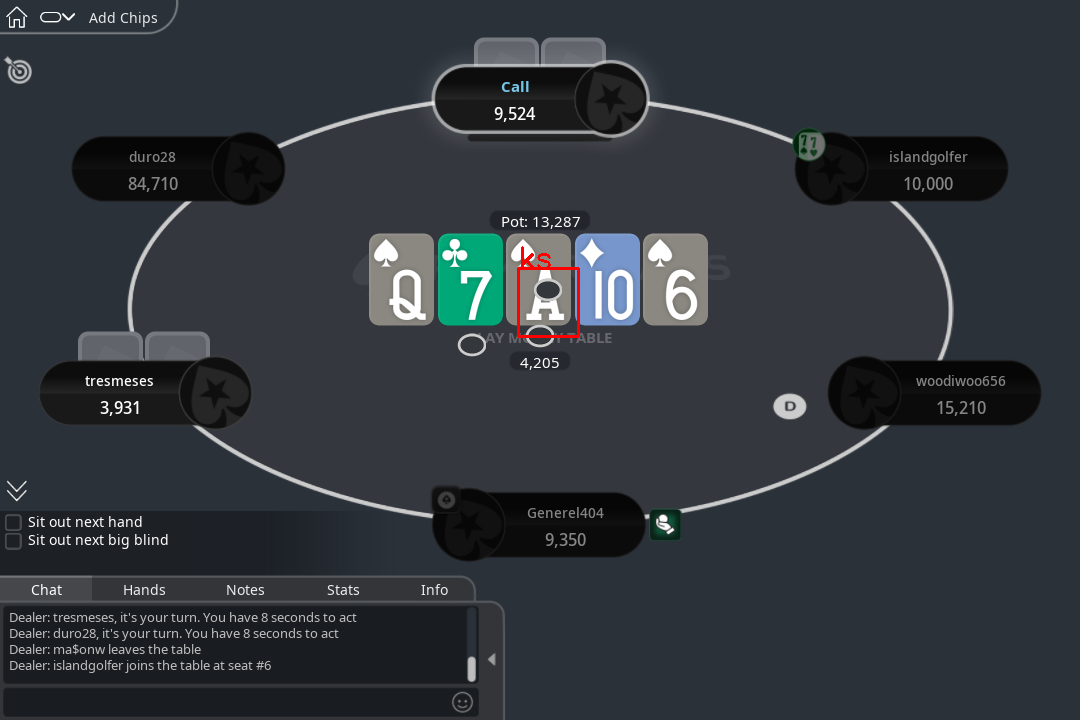 Add Chips
Call
9,524
duro28
84,710
islandgolfer
10,000
Pot: 13,287
Q 7 A 10 6
ks
4,205
tresmeses
3,931
woodiwoo656
15,210
D
Generel404
9,350
Sit out next hand
Sit out next big blind
Chat Hands Notes Stats Info
Dealer: tresmeses, it's your turn. You have 8 seconds to act
Dealer: duro28, it's your turn. You have 8 seconds to act
Dealer: ma$onw leaves the table
Dealer: islandgolfer joins the table at seat #6